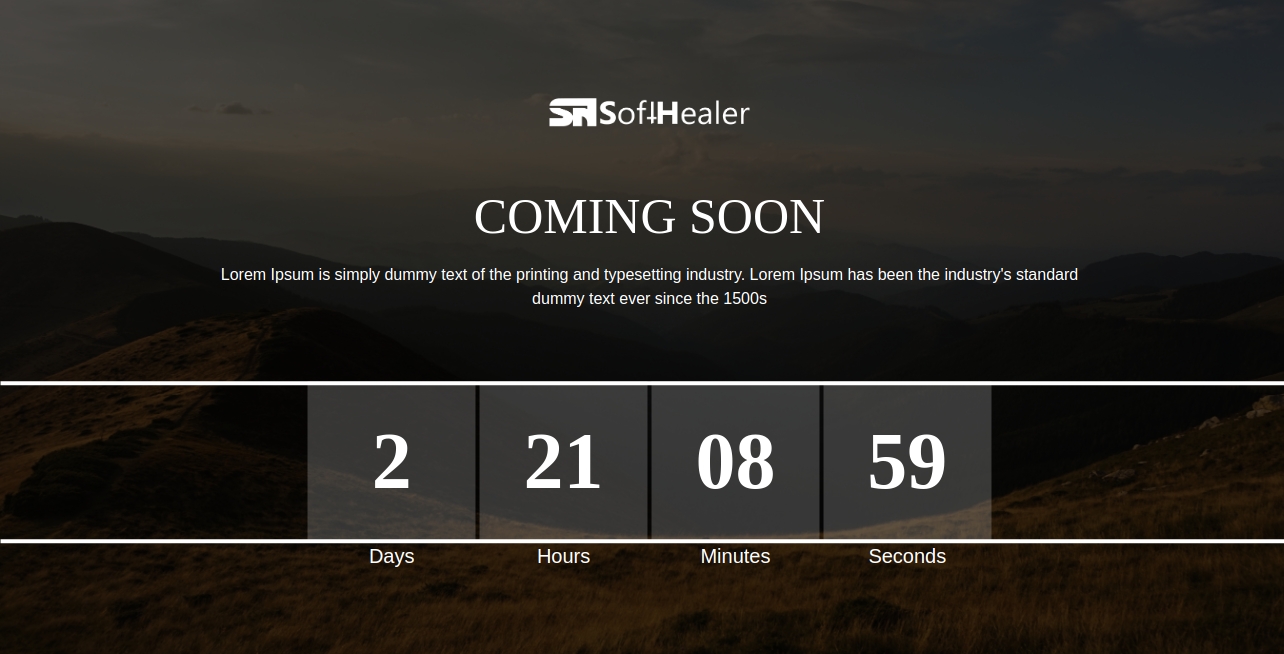 SH SoftHealer
COMING SOON
Lorem Ipsum is simply dummy text of the printing and typesetting industry. Lorem Ipsum has been the industry's standard
dummy text ever since the 1500s
2 21 08 59
Days Hours Minutes Seconds